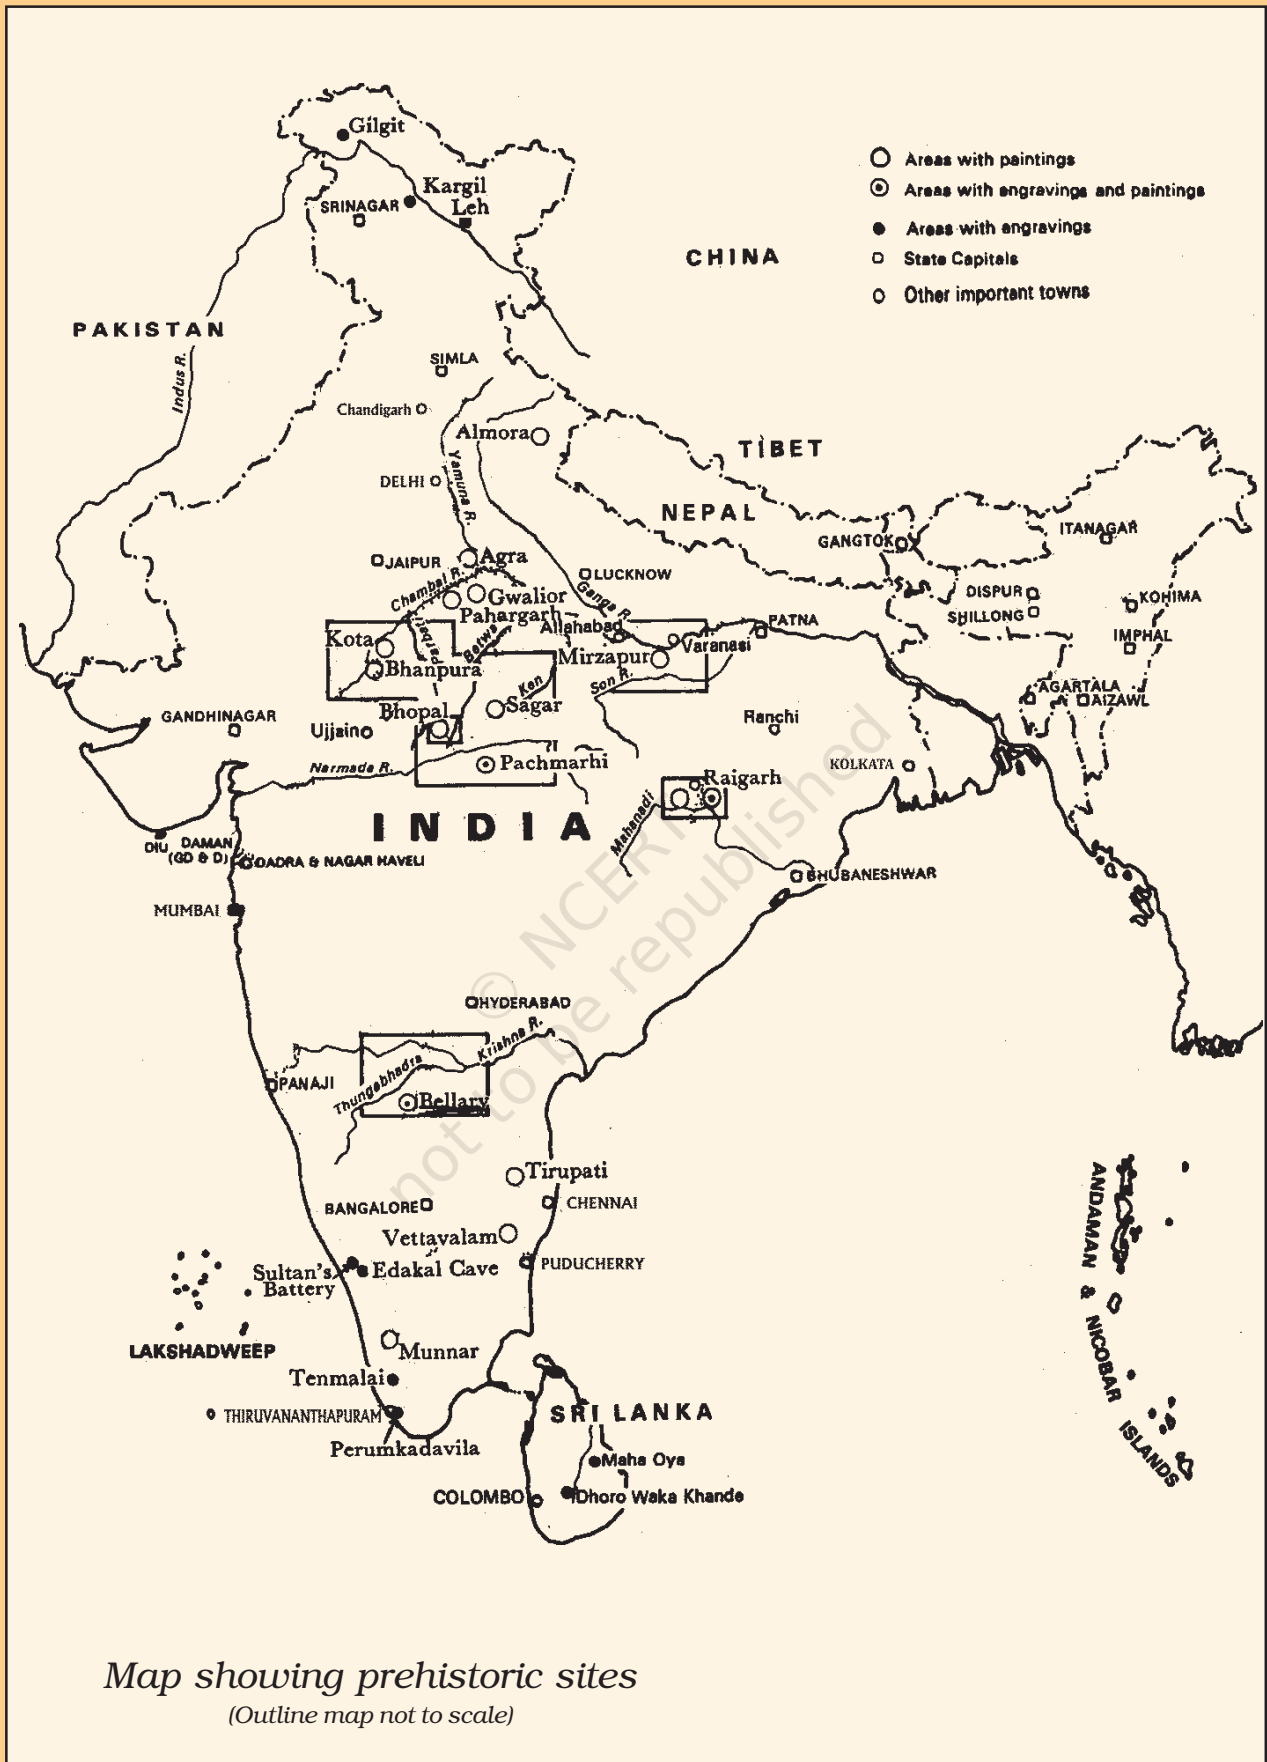 Gilgit
Kargil
Leh
SRINAGAR
Areas with paintings
Areas with engravings and paintings
Areas with engravings
State Capitals
Other important towns
CHINA
PAKISTAN
Indus R.
SIMLA
Chandigarh
Almora
TIBET
DELHI
Yamuna R.
NEPAL
ITANAGAR
GANGTOK
JAIPUR
Agra
LUCKNOW
Chambal R.
Ganga R.
DISPUR
KOHIMA
Gwalior
Pahargarh
SHILLONG
PATNA
Allahabad
IMPHAL
Kota
Parbati
Betwa
Varanasi
Mirzapur
Bhanpura
Ken
Son R.
AGARTALA
AIZAWL
Sagar
Bhopal
GANDHINAGAR
Ujjain
Ranchi
Narmada R.
Pachmarhi
KOLKATA
Raigarh
Mahanadi
INDIA
DIU
DAMAN
(GD & D)
DADRA & NAGAR HAVELI
BHUBANESHWAR
MUMBAI
HYDERABAD
Krishna R.
Thungabhadra
PANAJI
Bellary
Tirupati
BANGALORE
CHENNAI
Vettavalam
PUDUCHERRY
Sultan's
Battery
Edakal Cave
LAKSHADWEEP
Munnar
Tenmalai
THIRUVANANTHAPURAM
Perumkadavila
SRI LANKA
Maha Oya
COLOMBO
Dhoro Waka Khande
ANDAMAN & NICOBAR ISLANDS
© NCERT
not to be republished
Map showing prehistoric sites
(Outline map not to scale)